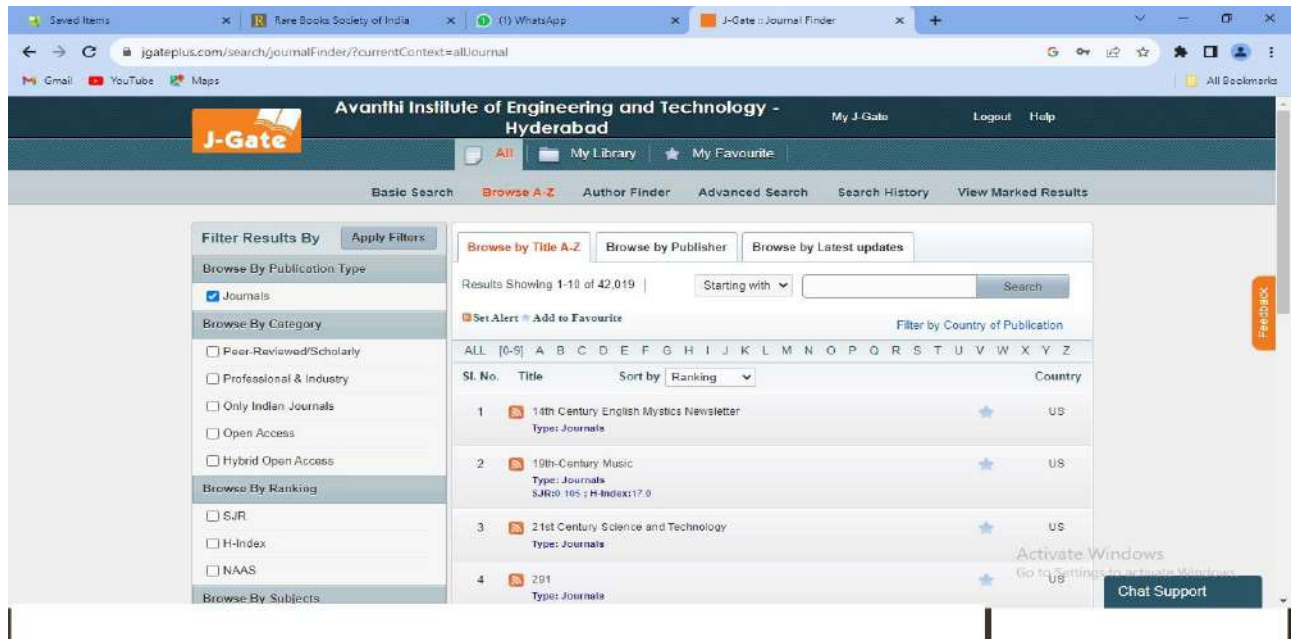 Saved Items
Rare Books Society of India
(1) WhatsApp
J-Gate :: Journal Finder
jgateplus.com/search/journalFinder/?currentContext=allJournal
Gmail YouTube Maps
All Bookmarks
J-Gate
Avanthi Institute of Engineering and Technology -
Hyderabad
My J-Gate Logout Help
All My Library My Favourite
Basic Search Browse A-Z Author Finder Advanced Search Search History View Marked Results
Filter Results By Apply Filters
Browse By Publication Type
Journals
Browse By Category
Peer-Reviewed/Scholarly
Professional & Industry
Only Indian Journals
Open Access
Hybrid Open Access
Browse By Ranking
SJR
H-Index
NAAS
Browse By Subjects
Browse by Title A-Z Browse by Publisher Browse by Latest updates
Results Showing 1-10 of 42,019 | Starting with Search
Set Alert Add to Favourite
Filter by Country of Publication
ALL [0-9] A B C D E F G H I J K L M N O P Q R S T U V W X Y Z
Sl. No. Title Sort by Ranking Country
1 14th Century English Mystics Newsletter US
Type: Journals
2 19th-Century Music US
Type: Journals
SJR:0.105 ; H-Index:17.0
3 21st Century Science and Technology US
Type: Journals
4 291 US
Type: Journals
Feedback
Activate Windows
Go to Settings to activate Windows.
Chat Support